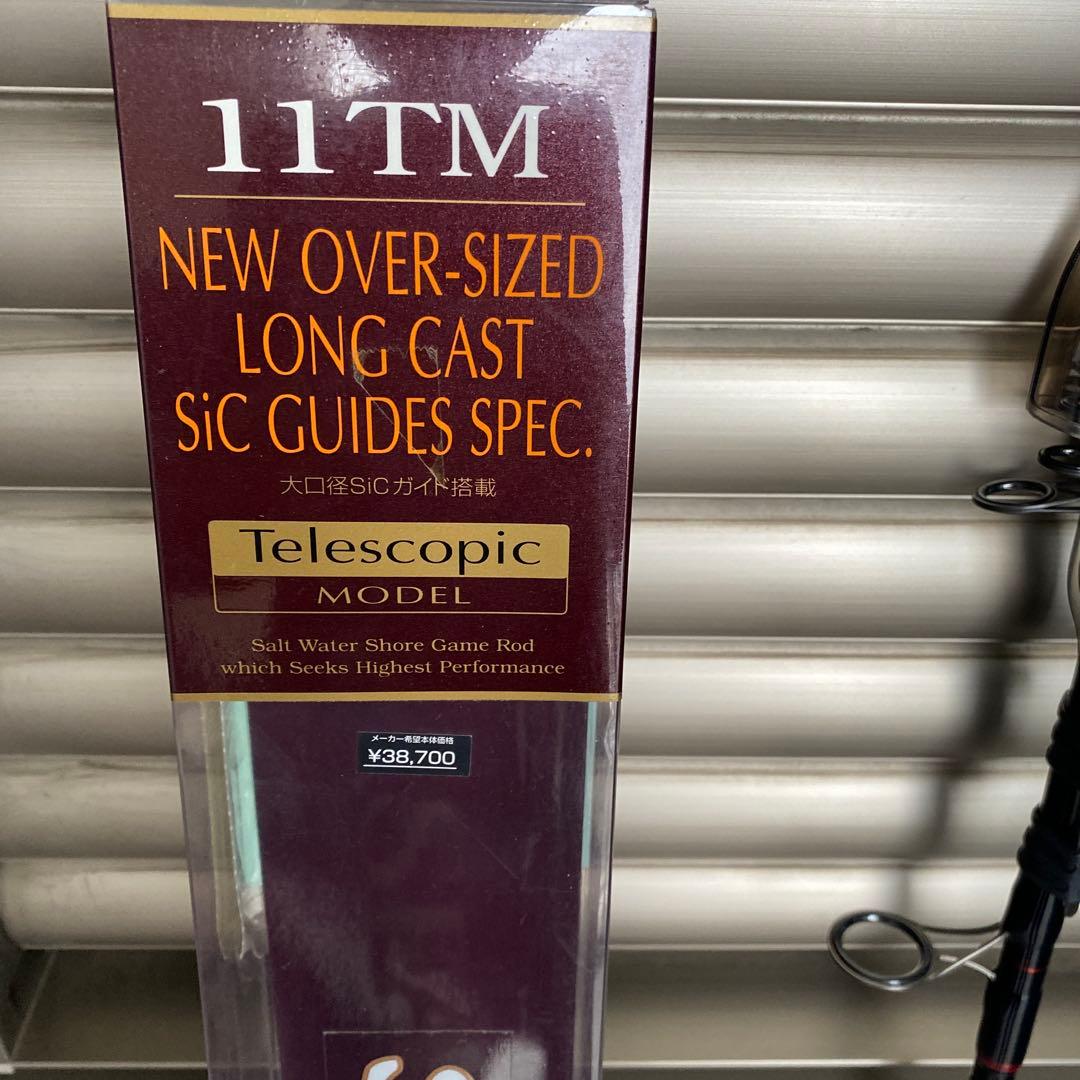 11TM
NEW OVER-SIZED
LONG CAST
SiC GUIDES SPEC.
大口径SiCガイド搭載
Telescopic
MODEL
Salt Water Shore Game Rod
which Seeks Highest Performance
メーカー希望本体価格
¥38,700